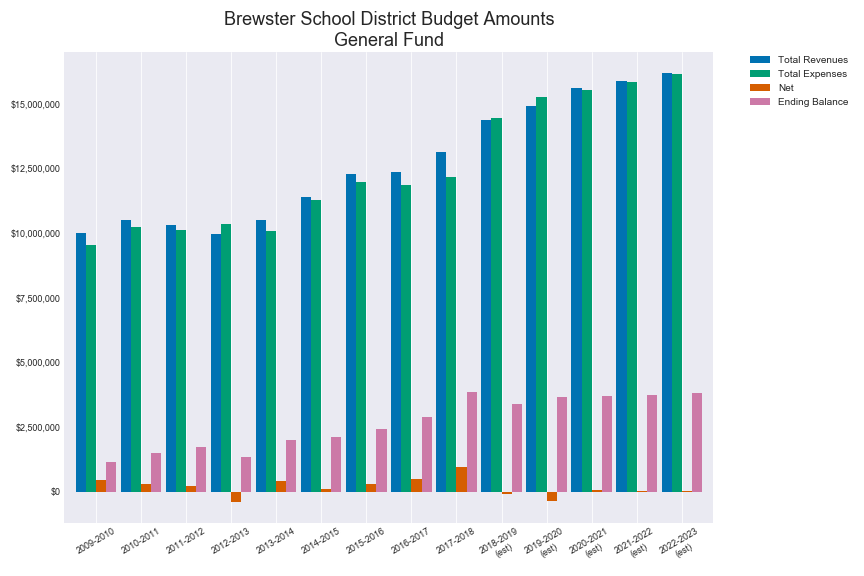 Brewster School District Budget Amounts
General Fund
Total Revenues
Total Expenses
Net
Ending Balance
$15,000,000
$12,500,000
$10,000,000
$7,500,000
$5,000,000
$2,500,000
$0
2009-2010
2010-2011
2011-2012
2012-2013
2013-2014
2014-2015
2015-2016
2016-2017
2017-2018
2018-2019
(est)
2019-2020
(est)
2020-2021
(est)
2021-2022
(est)
2022-2023
(est)